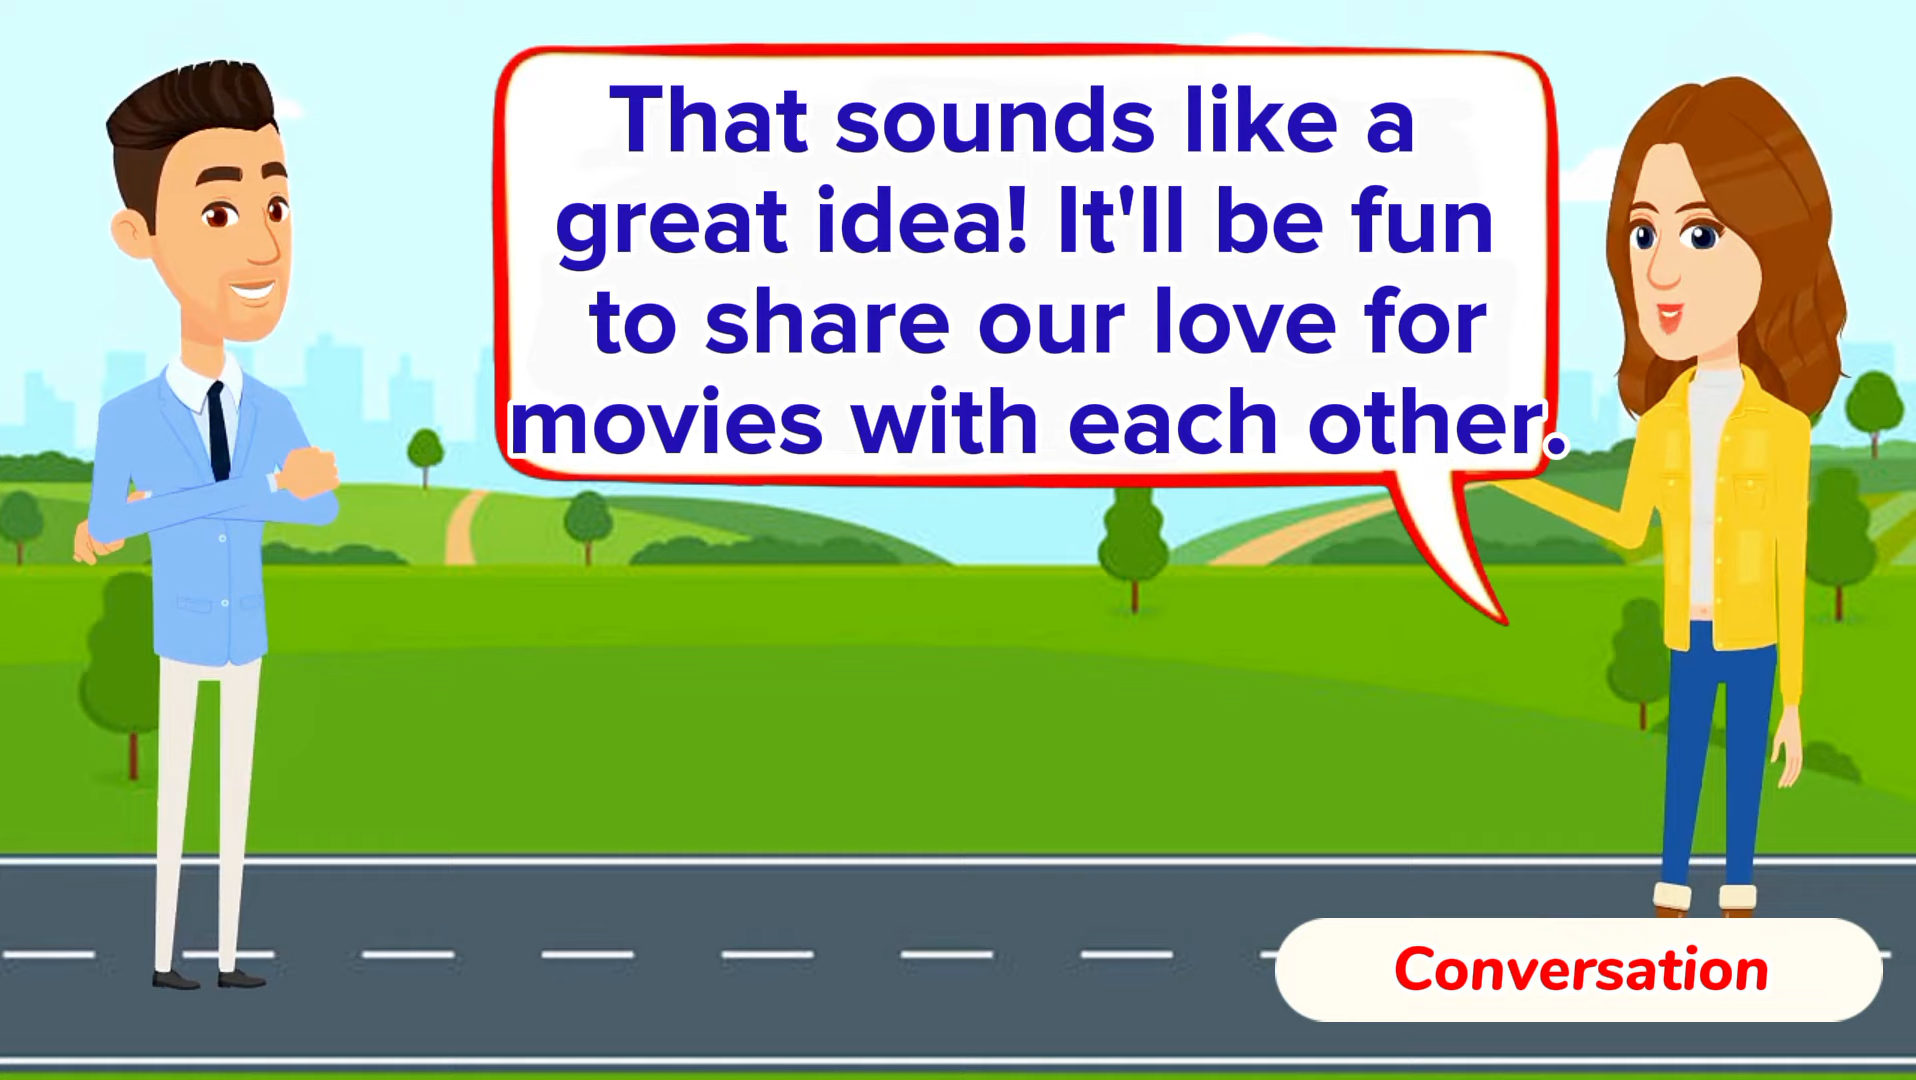 That sounds like a
great idea! It'll be fun
to share our love for
movies with each other.
Conversation